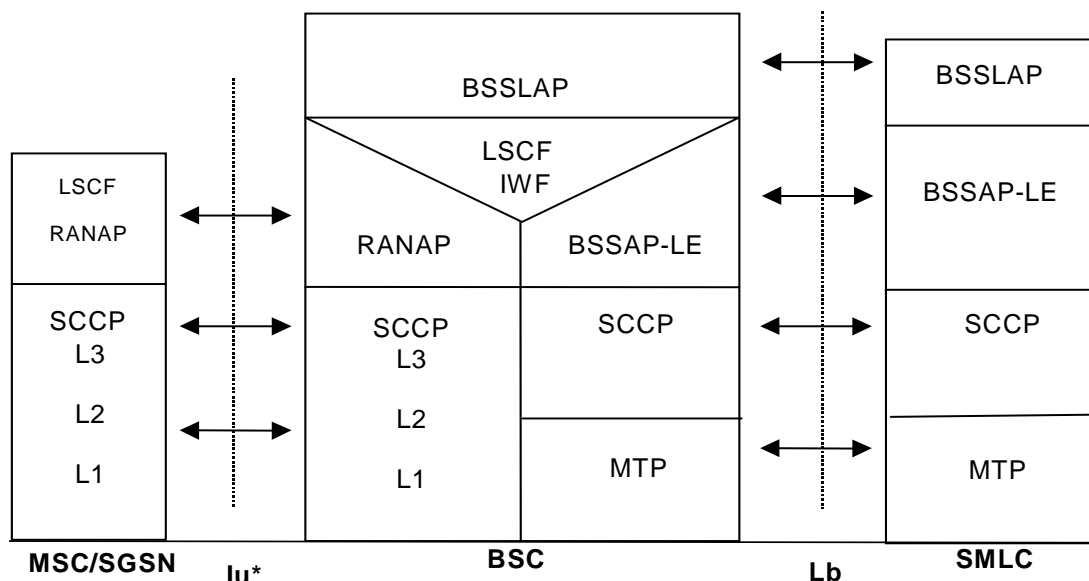 LSCF
RANAP
SCCP
L3
L2
L1
MSC/SGSN
Iu*
BSSLAP
LSCF
IWF
RANAP
BSSAP-LE
SCCP
L3
L2
L1
SCCP
MTP
BSC
Lb
BSSLAP
BSSAP-LE
SCCP
MTP
SMLC